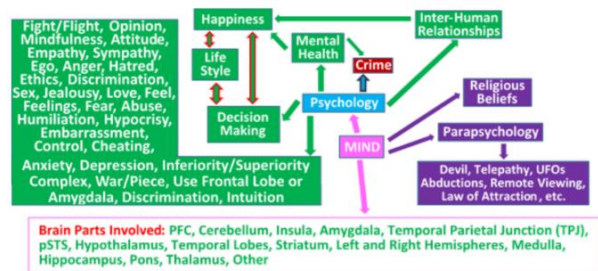 Fight/Flight, Opinion,
Mindfulness, Attitude,
Empathy, Sympathy,
Ego, Anger, Hatred,
Ethics, Discrimination,
Sex, Jealousy, Love, Feel,
Feelings, Fear, Abuse,
Humiliation, Hypocrisy,
Embarrassment,
Control, Cheating,
Anxiety, Depression, Inferiority/Superiority
Complex, War/Piece, Use Frontal Lobe or
Amygdala, Discrimination, Intuition
Happiness
Life
Style
Decision
Making
Mental
Health
Crime
Psychology
MIND
Inter-Human
Relationships
Religious
Beliefs
Parapsychology
Devil, Telepathy, UFOs
Abductions, Remote Viewing,
Law of Attraction , etc.
Brain Parts Involved: PFC, Cerebellum, Insula, Amygdala, Temporal Parietal Junction (TPJ),
pSTS, Hypothalamus, Temporal Lobes, Striatum, Left and Right Hemispheres, Medulla,
Hippocampus, Pons, Thalamus, Other